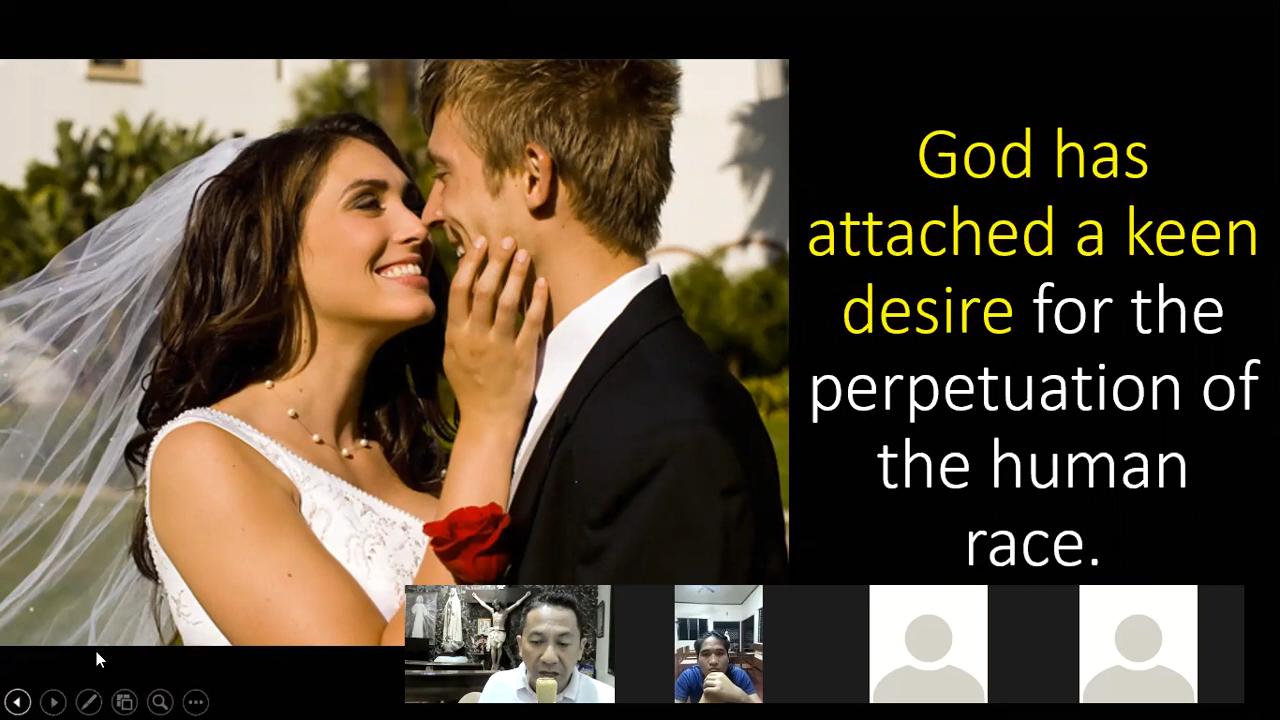 God has
attached a keen
desire for the
perpetuation of
the human
race.